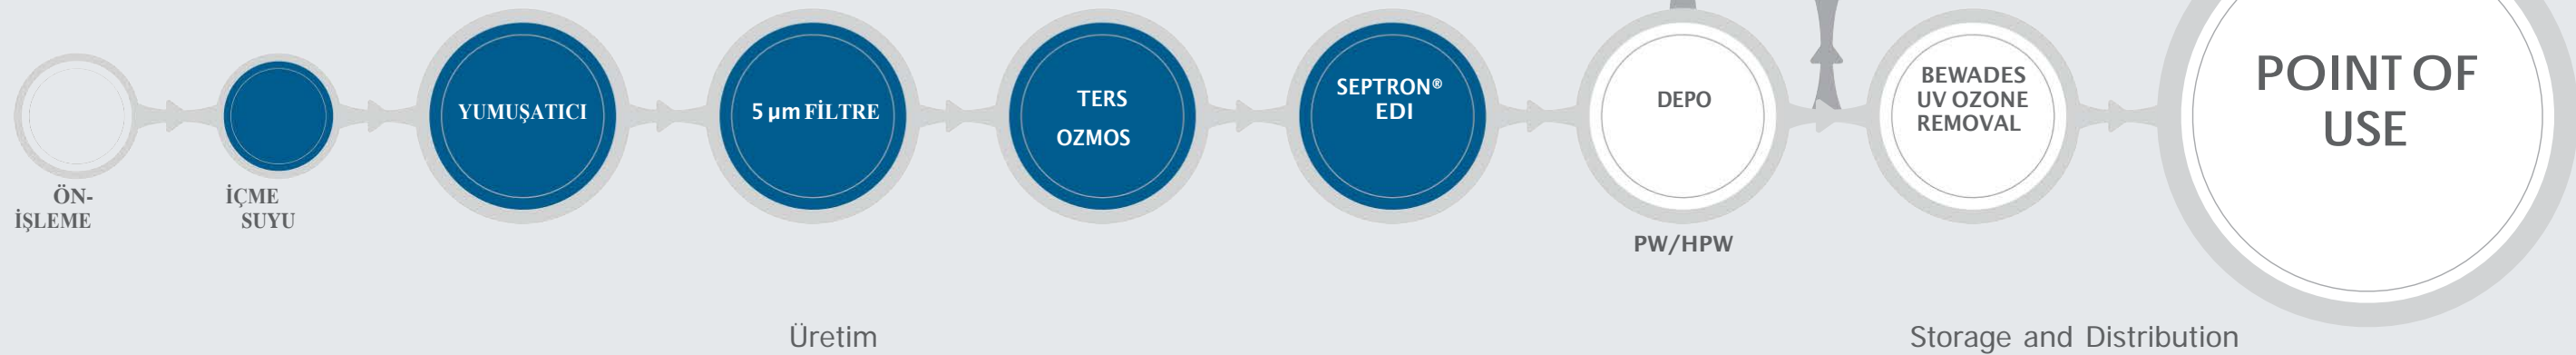 ÖN-
İŞLEME
İÇME
SUYU
YUMUŞATICI
5 µm FİLTRE
TERS
OZMOS
SEPTRON®
EDI
DEPO
PW/HPW
BEWADES
UV OZONE
REMOVAL
POINT OF
USE
Üretim
Storage and Distribution